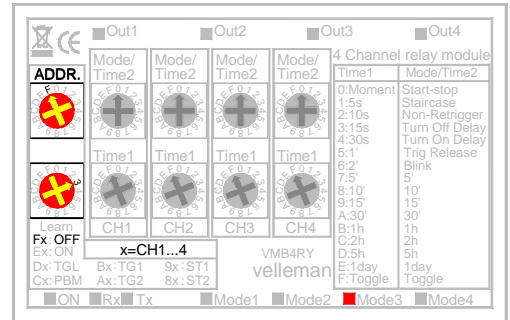 Out1 Out2 Out3 Out4
4 Channel relay module
ADDR.
Mode/ Time2 Mode/ Time2 Mode/ Time2 Mode/ Time2
Time1 Mode/Time2
0:Moment Start-stop
1:5s Staircase
2:10s Non-Retrigger
3:15s Turn Off Delay
4:30s Turn On Delay
5:1' Trig Release
6:2' Blink
7:5' 5'
8:10' 10'
9:15' 15'
A:30' 30'
B:1h 1h
C:2h 2h
D:5h 5h
E:1day 1day
F:Toggle Toggle
F
3
Time1 Time1 Time1 Time1
Learn CH1 CH2 CH3 CH4
Fx: OFF
Ex: ON
x=CH1...4
Dx:TGL Bx:TG1 9x:ST1
Cx:PBM Ax:TG2 8x:ST2
VMB4RY
velleman
ON Rx Tx Mode1 Mode2 Mode3 Mode4